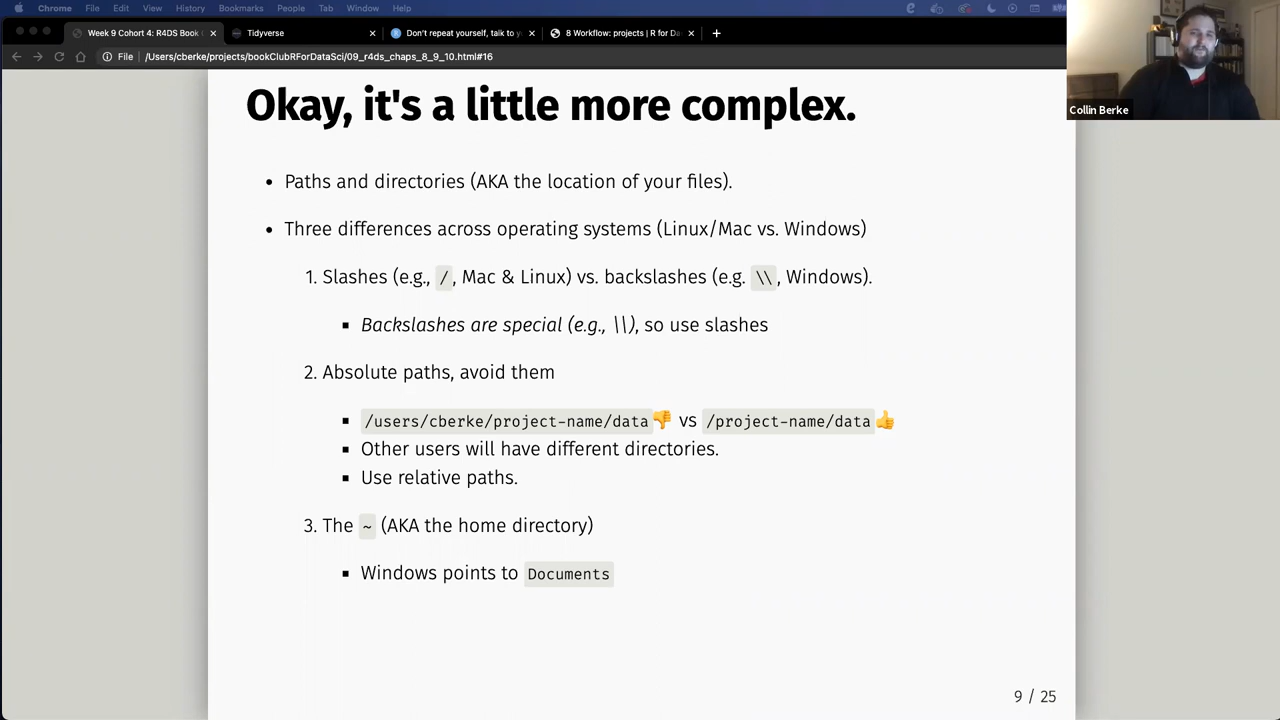 Chrome File Edit View History Bookmarks People Tab Window Help
Week 9 Cohort 4: R4DS Book
Tidyverse
Don't repeat yourself, talk to
8 Workflow: projects | R for Da
File /Users/cberke/projects/bookClubRForDataSci/09_r4ds_chaps_8_9_10.html#16
Collin Berke
Okay, it's a little more complex.
• Paths and directories (AKA the location of your files).
• Three differences across operating systems (Linux/Mac vs. Windows)
1. Slashes (e.g., /, Mac & Linux) vs. backslashes (e.g. \\, Windows).
▪ Backslashes are special (e.g., \\), so use slashes
2. Absolute paths, avoid them
▪ /users/cberke/project-name/data👎 vs /project-name/data👍
▪ Other users will have different directories.
▪ Use relative paths.
3. The ~ (AKA the home directory)
▪ Windows points to Documents
9 / 25